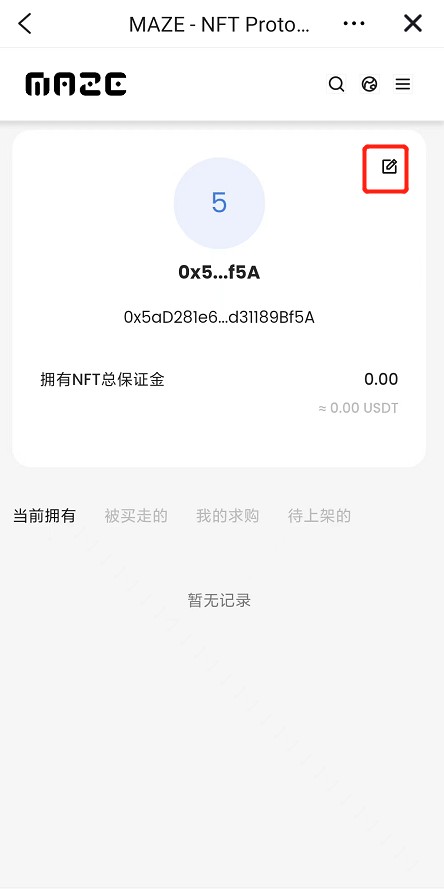 MAZE - NFT Proto...
MAZE
5
0x5...f5A
0x5aD281e6...d31189Bf5A
拥有NFT总保证金 0.00
≈ 0.00 USDT
当前拥有 被买走的 我的求购 待上架的
暂无记录